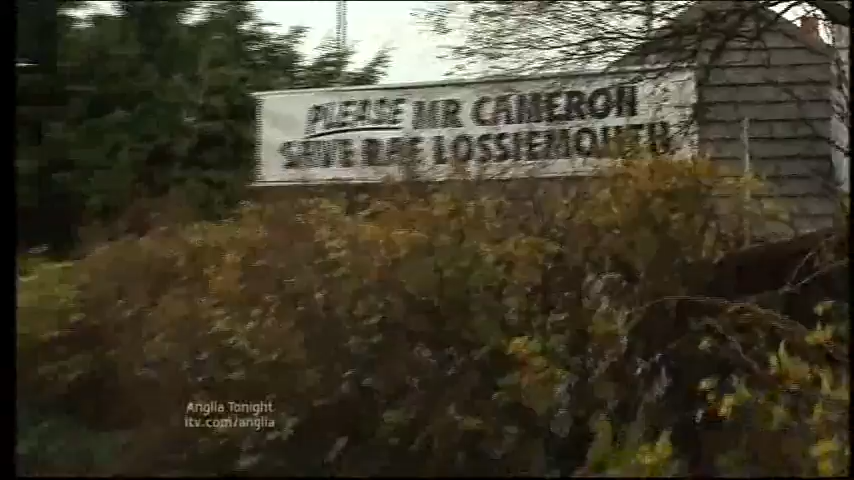 PLEASE MR CAMERON
SAVE RAF LOSSIEMOUTH
Anglia Tonight
itv.com/anglia